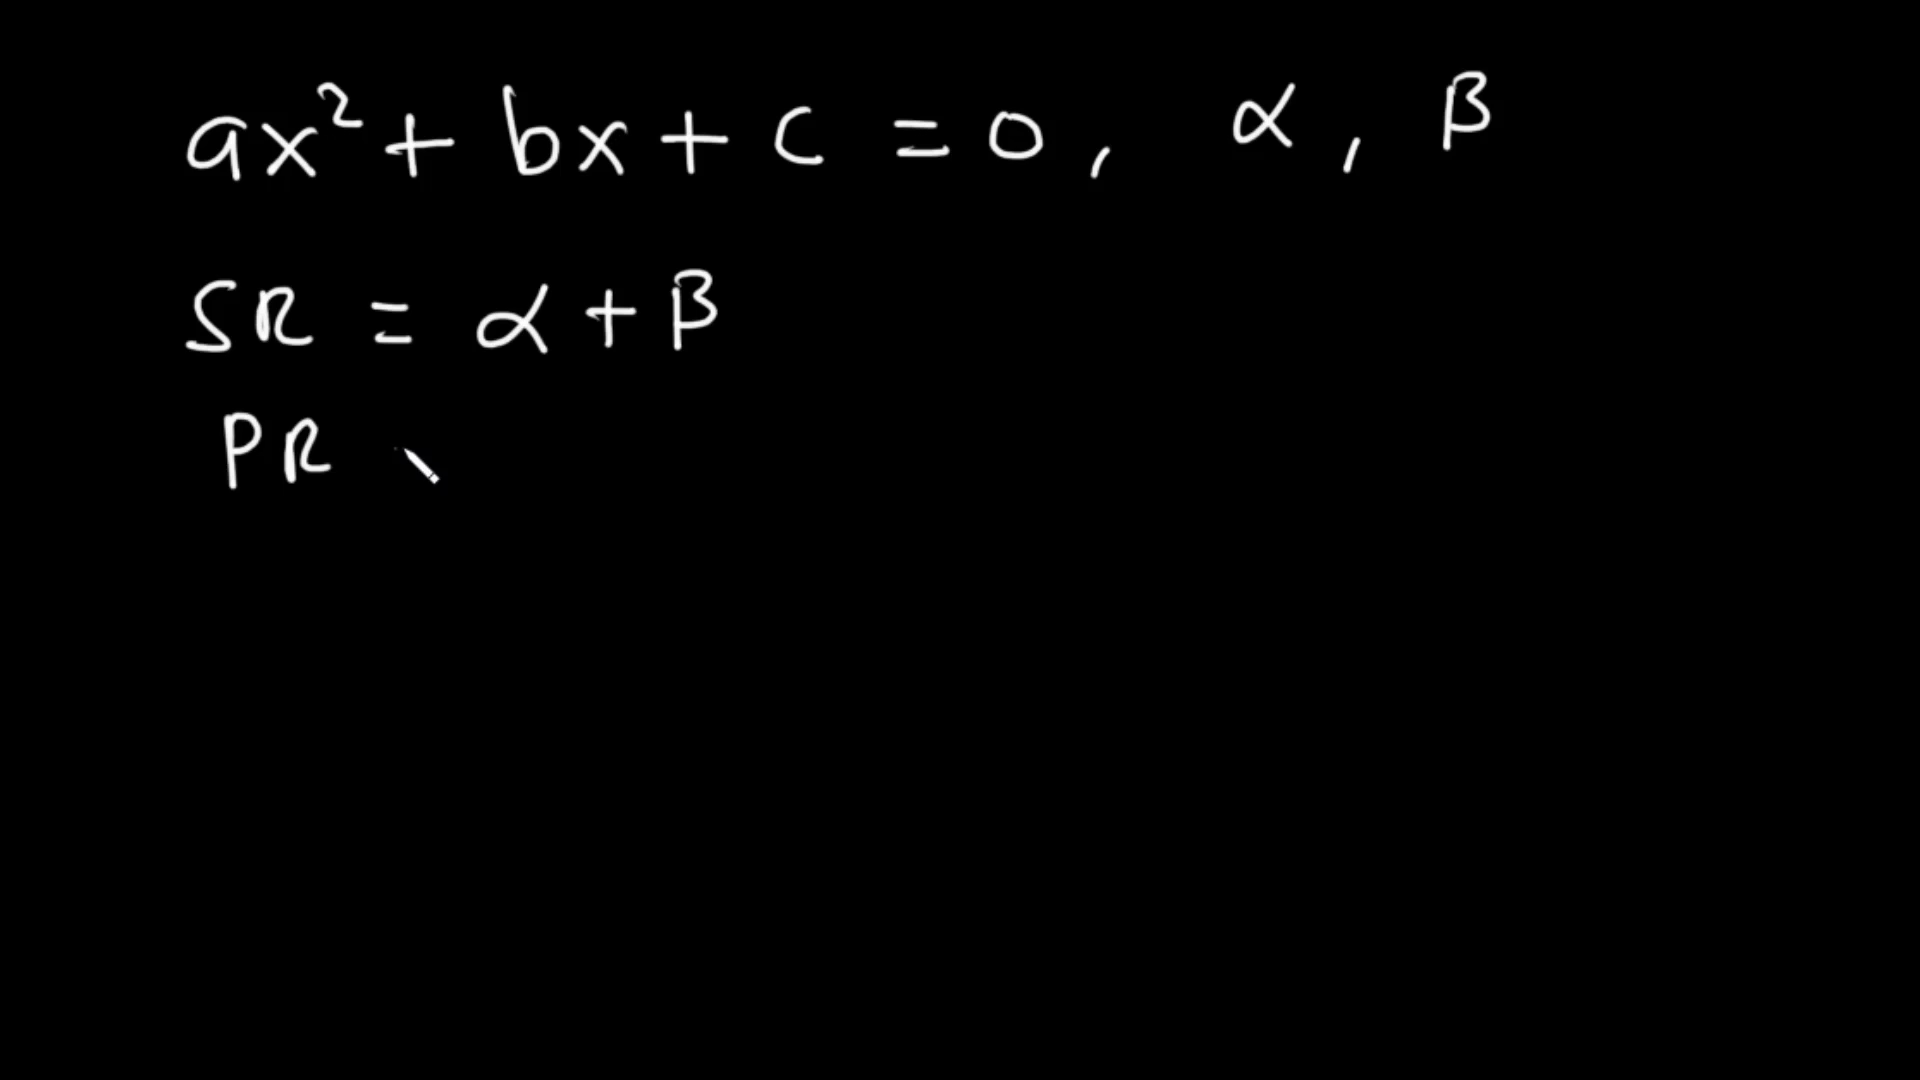 ax² + bx + c = 0, α, β
SR = α + β
PR